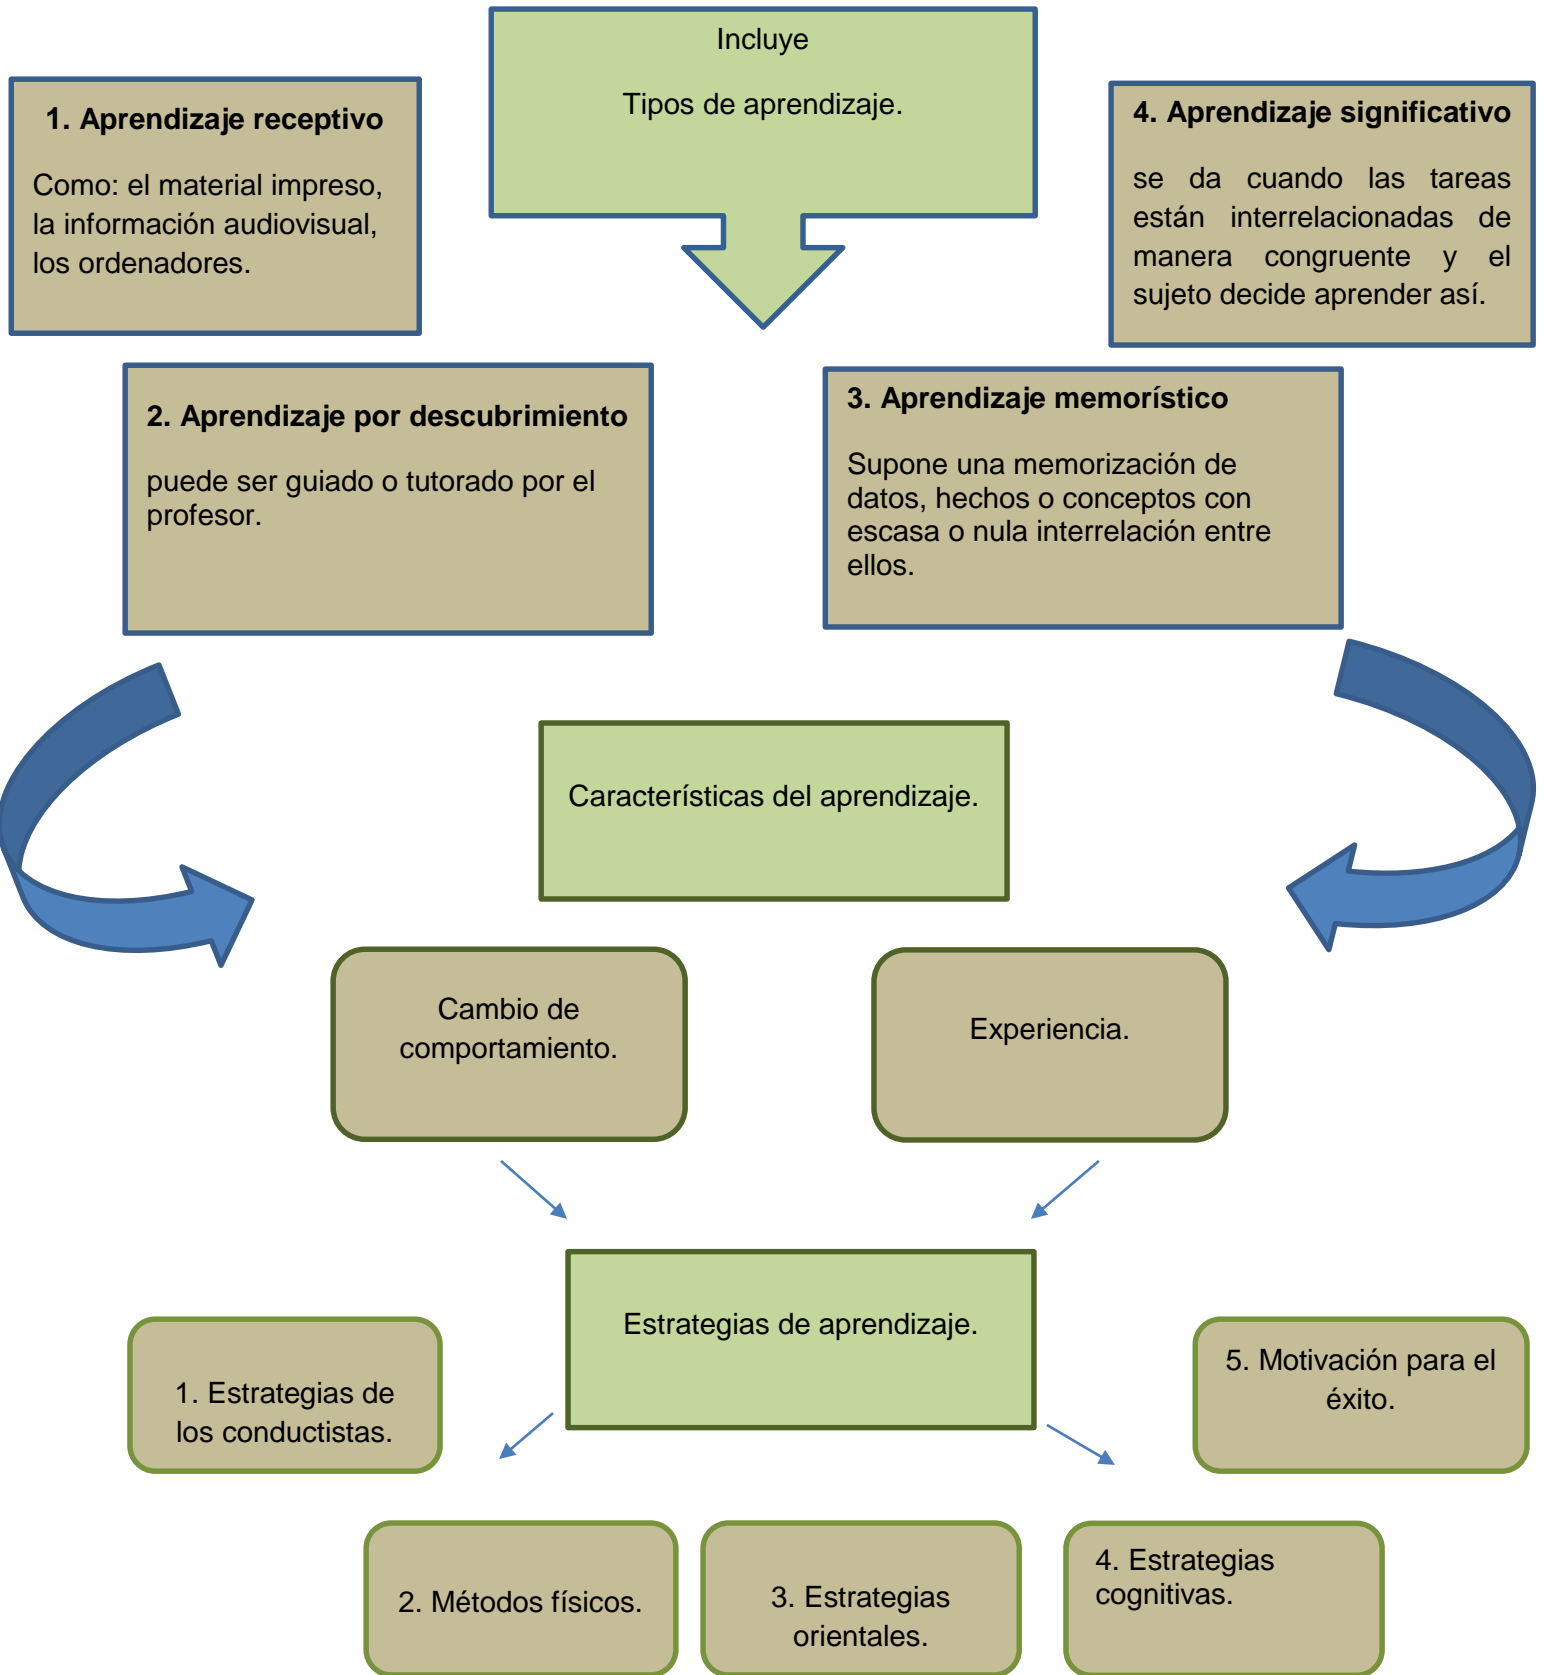 Incluye
Tipos de aprendizaje.
1. Aprendizaje receptivo
Como: el material impreso,
la información audiovisual,
los ordenadores.
4. Aprendizaje significativo
se da cuando las tareas
están interrelacionadas de
manera congruente y el
sujeto decide aprender así.
2. Aprendizaje por descubrimiento
puede ser guiado o tutorado por el
profesor.
3. Aprendizaje memorístico
Supone una memorización de
datos, hechos o conceptos con
escasa o nula interrelación entre
ellos.
Características del aprendizaje.
Cambio de
comportamiento.
Experiencia.
Estrategias de aprendizaje.
1. Estrategias de
los conductistas.
5. Motivación para el
éxito.
2. Métodos físicos.
3. Estrategias
orientales.
4. Estrategias
cognitivas.